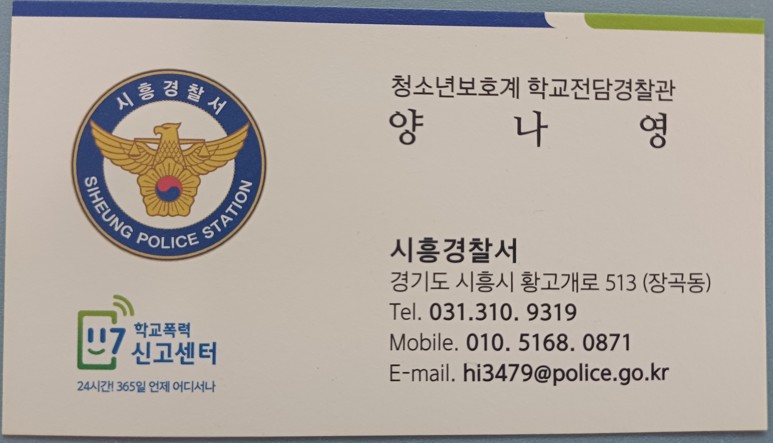 시흥경찰서
SIHEUNG POLICE STATION
117 학교폭력
신고센터
24시간! 365일 언제 어디서나
청소년보호계 학교전담경찰관
양 나 영
시흥경찰서
경기도 시흥시 황고개로 513 (장곡동)
Tel. 031.310. 9319
Mobile. 010. 5168. 0871
E-mail. hi3479@police.go.kr